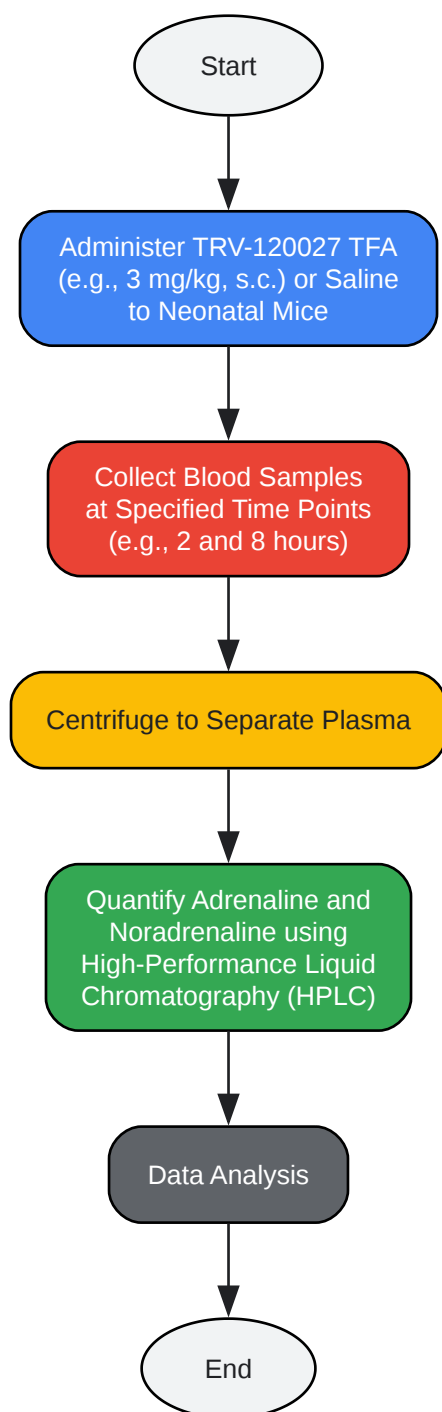 Start
Administer TRV-120027 TFA
(e.g., 3 mg/kg, s.c.) or Saline
to Neonatal Mice
Collect Blood Samples
at Specified Time Points
(e.g., 2 and 8 hours)
Centrifuge to Separate Plasma
Quantify Adrenaline and
Noradrenaline using
High-Performance Liquid
Chromatography (HPLC)
Data Analysis
End